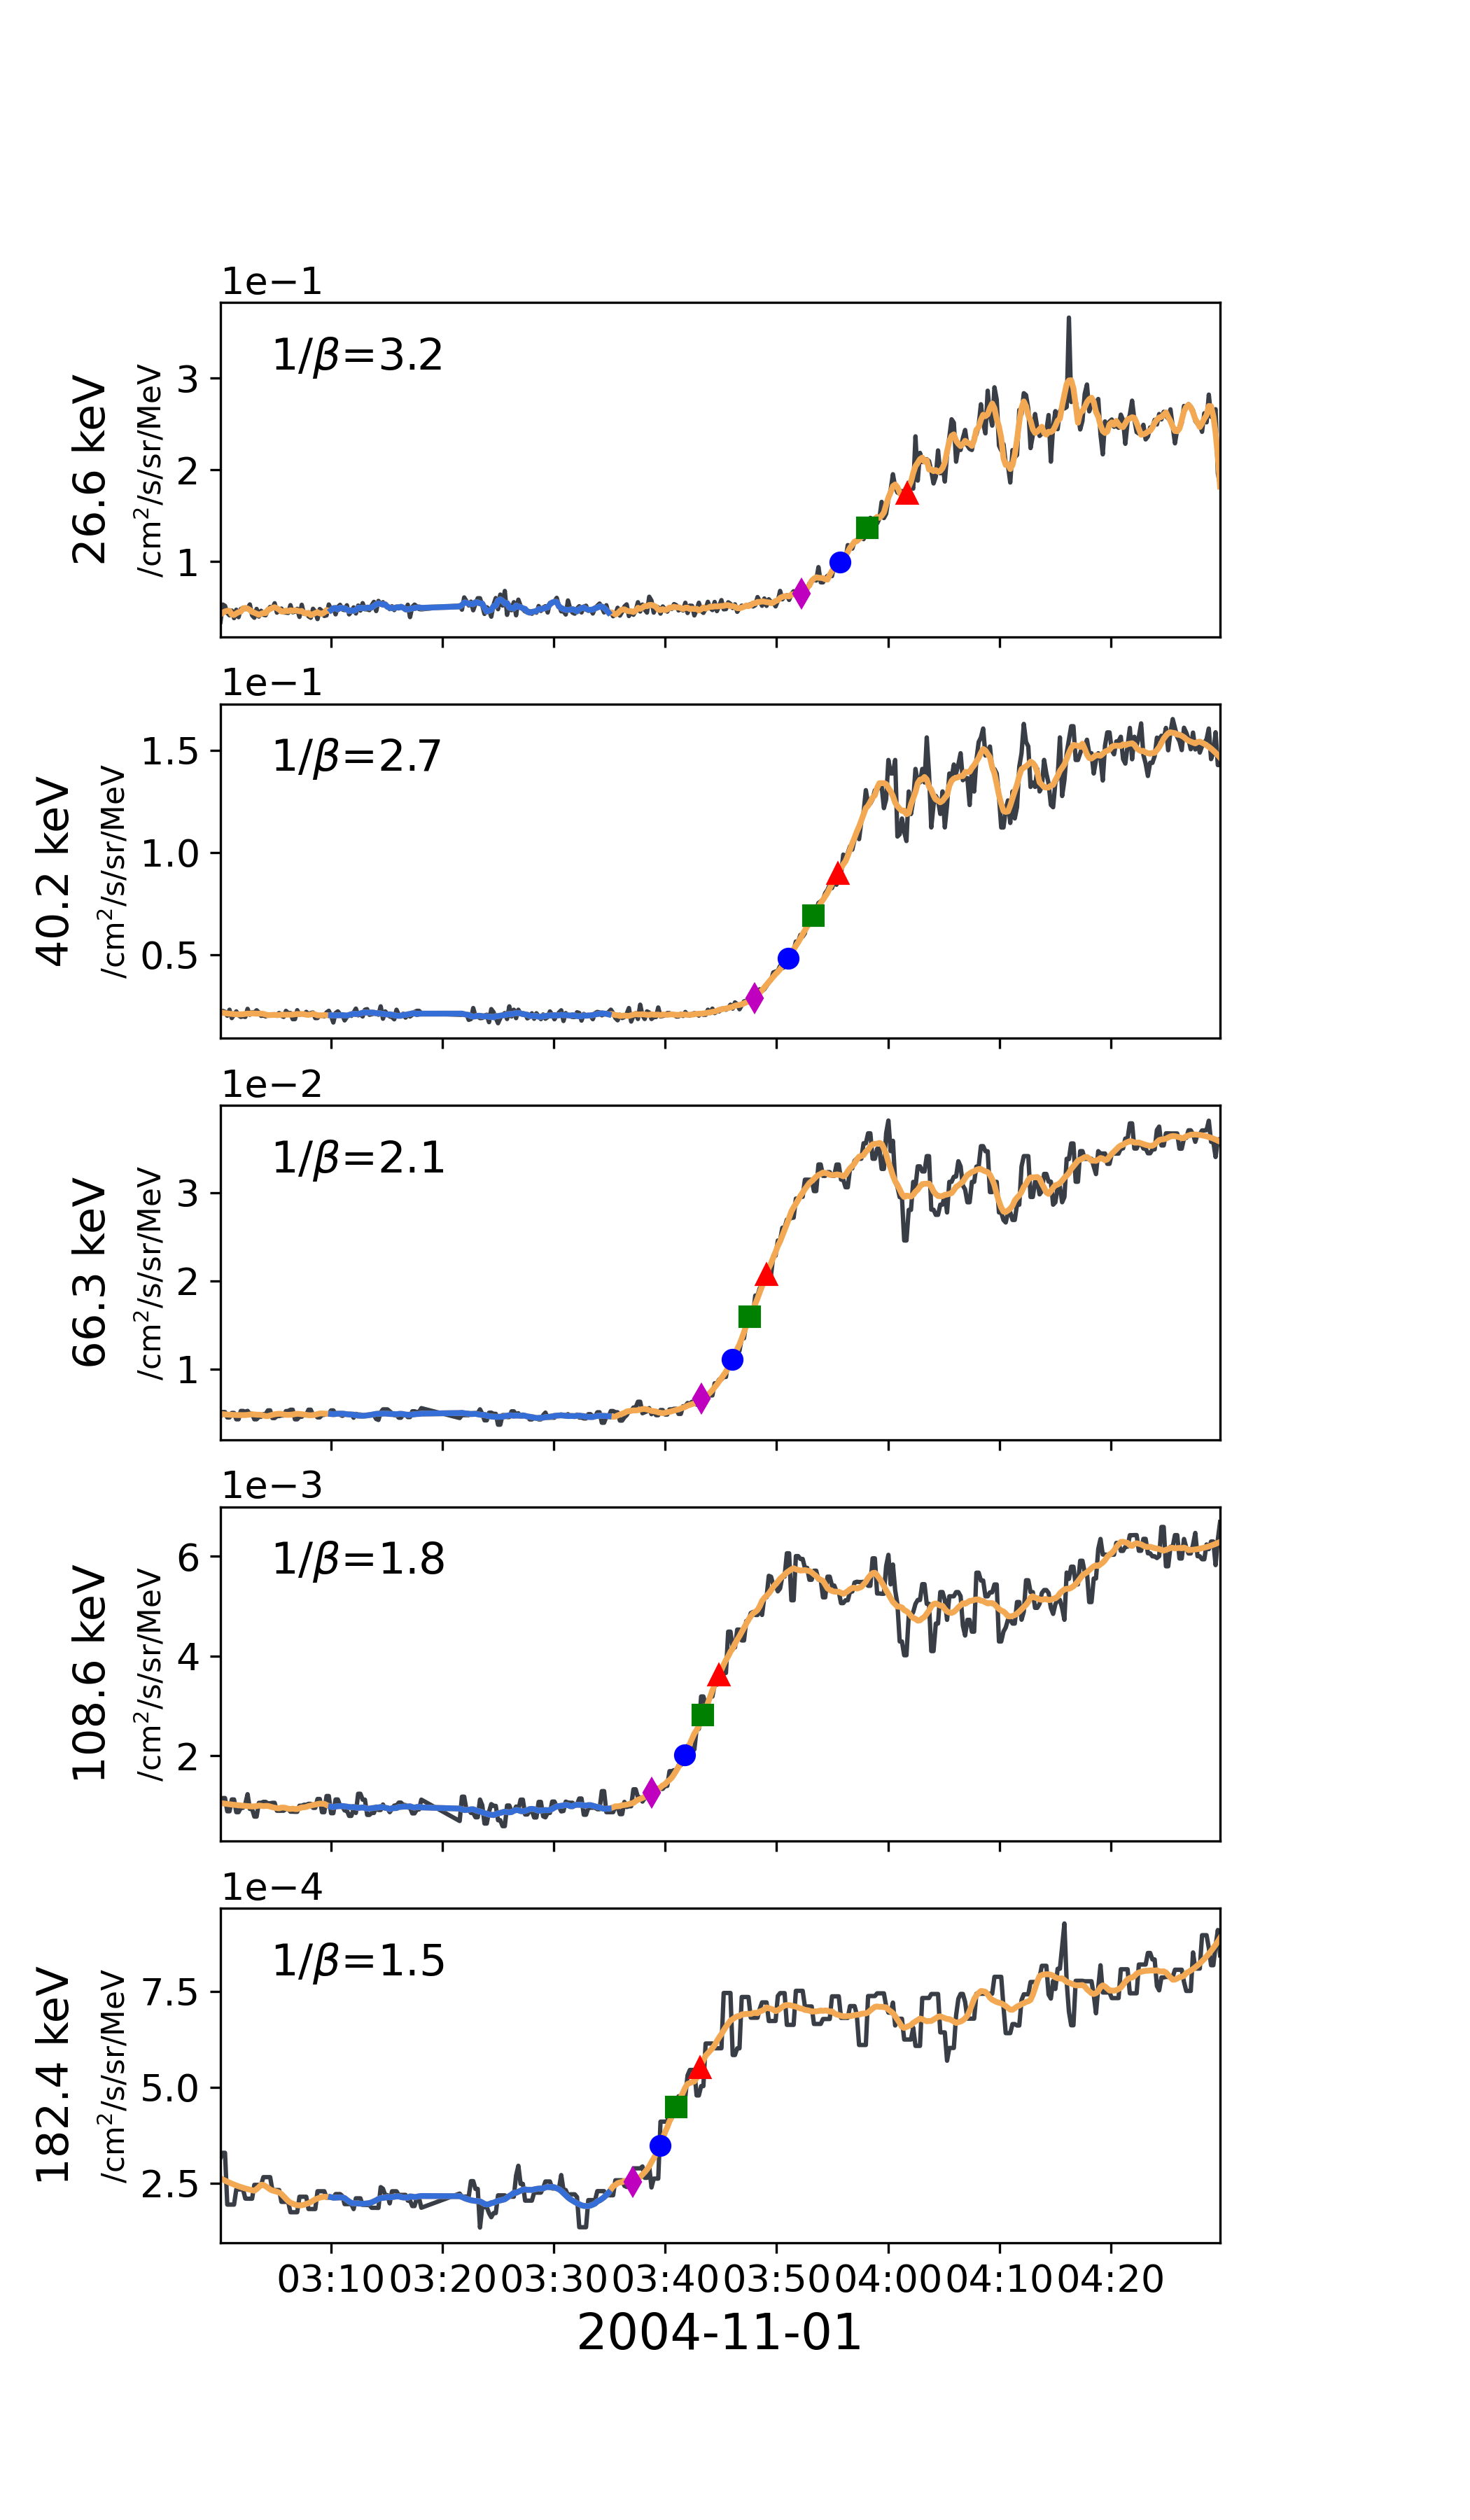 1e−1
1/β=3.2
26.6 keV
/cm²/s/sr/MeV
3
2
1
1e−1
1/β=2.7
40.2 keV
/cm²/s/sr/MeV
1.5
1.0
0.5
1e−2
1/β=2.1
66.3 keV
/cm²/s/sr/MeV
3
2
1
1e−3
1/β=1.8
108.6 keV
/cm²/s/sr/MeV
6
4
2
1e−4
1/β=1.5
182.4 keV
/cm²/s/sr/MeV
7.5
5.0
2.5
03:10 03:20 03:30 03:40 03:50 04:00 04:10 04:20
2004-11-01